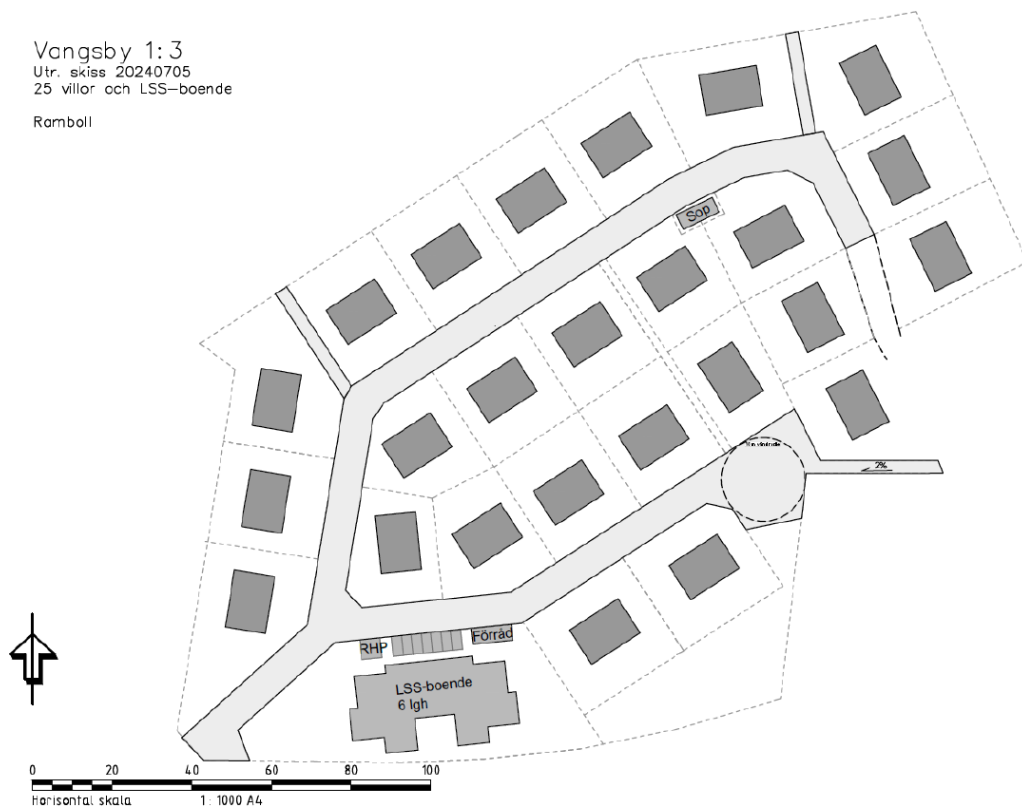 Vangsby 1:3
Utr. skiss 20240705
25 villor och LSS-boende
Ramboll
Sop
2%
RHP
Förråd
LSS-boende
6 lgh
0 20 40 60 80 100
Horisontal skala 1:1000 A4